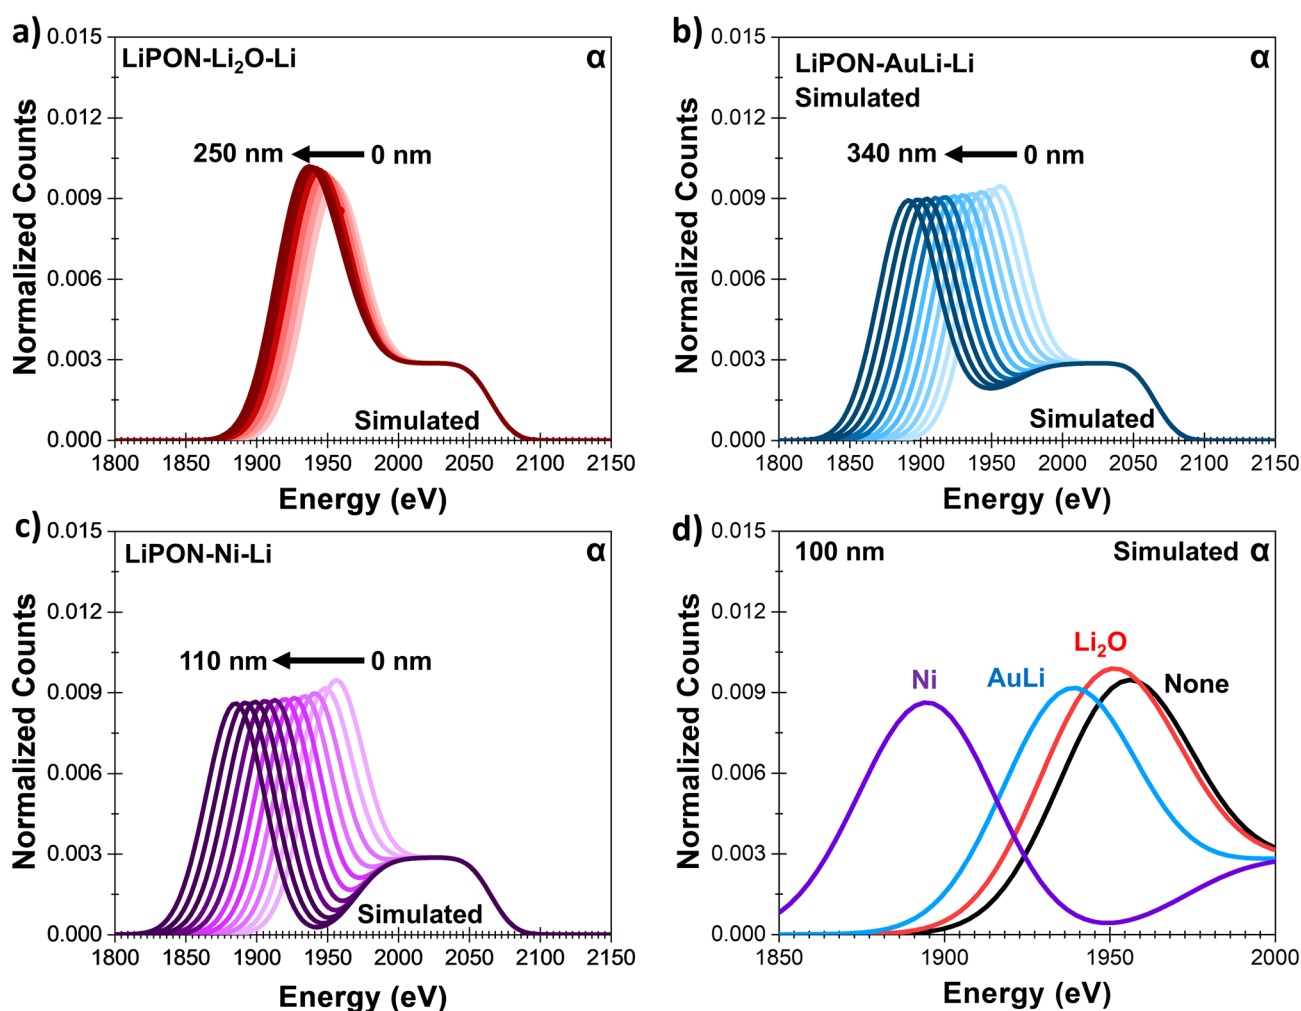 a)
LiPON-Li₂O-Li
α
250 nm
0 nm
Simulated
0.015
0.012
0.009
0.006
0.003
0.000
Normalized Counts
1800 1850 1900 1950 2000 2050 2100 2150
Energy (eV)
b)
LiPON-AuLi-Li
Simulated
α
340 nm
0 nm
Simulated
0.015
0.012
0.009
0.006
0.003
0.000
Normalized Counts
1800 1850 1900 1950 2000 2050 2100 2150
Energy (eV)
c)
LiPON-Ni-Li
α
110 nm
0 nm
Simulated
0.015
0.012
0.009
0.006
0.003
0.000
Normalized Counts
1800 1850 1900 1950 2000 2050 2100 2150
Energy (eV)
d)
100 nm
Simulated α
Ni
AuLi
Li₂O
None
0.015
0.012
0.009
0.006
0.003
0.000
Normalized Counts
1850 1900 1950 2000
Energy (eV)